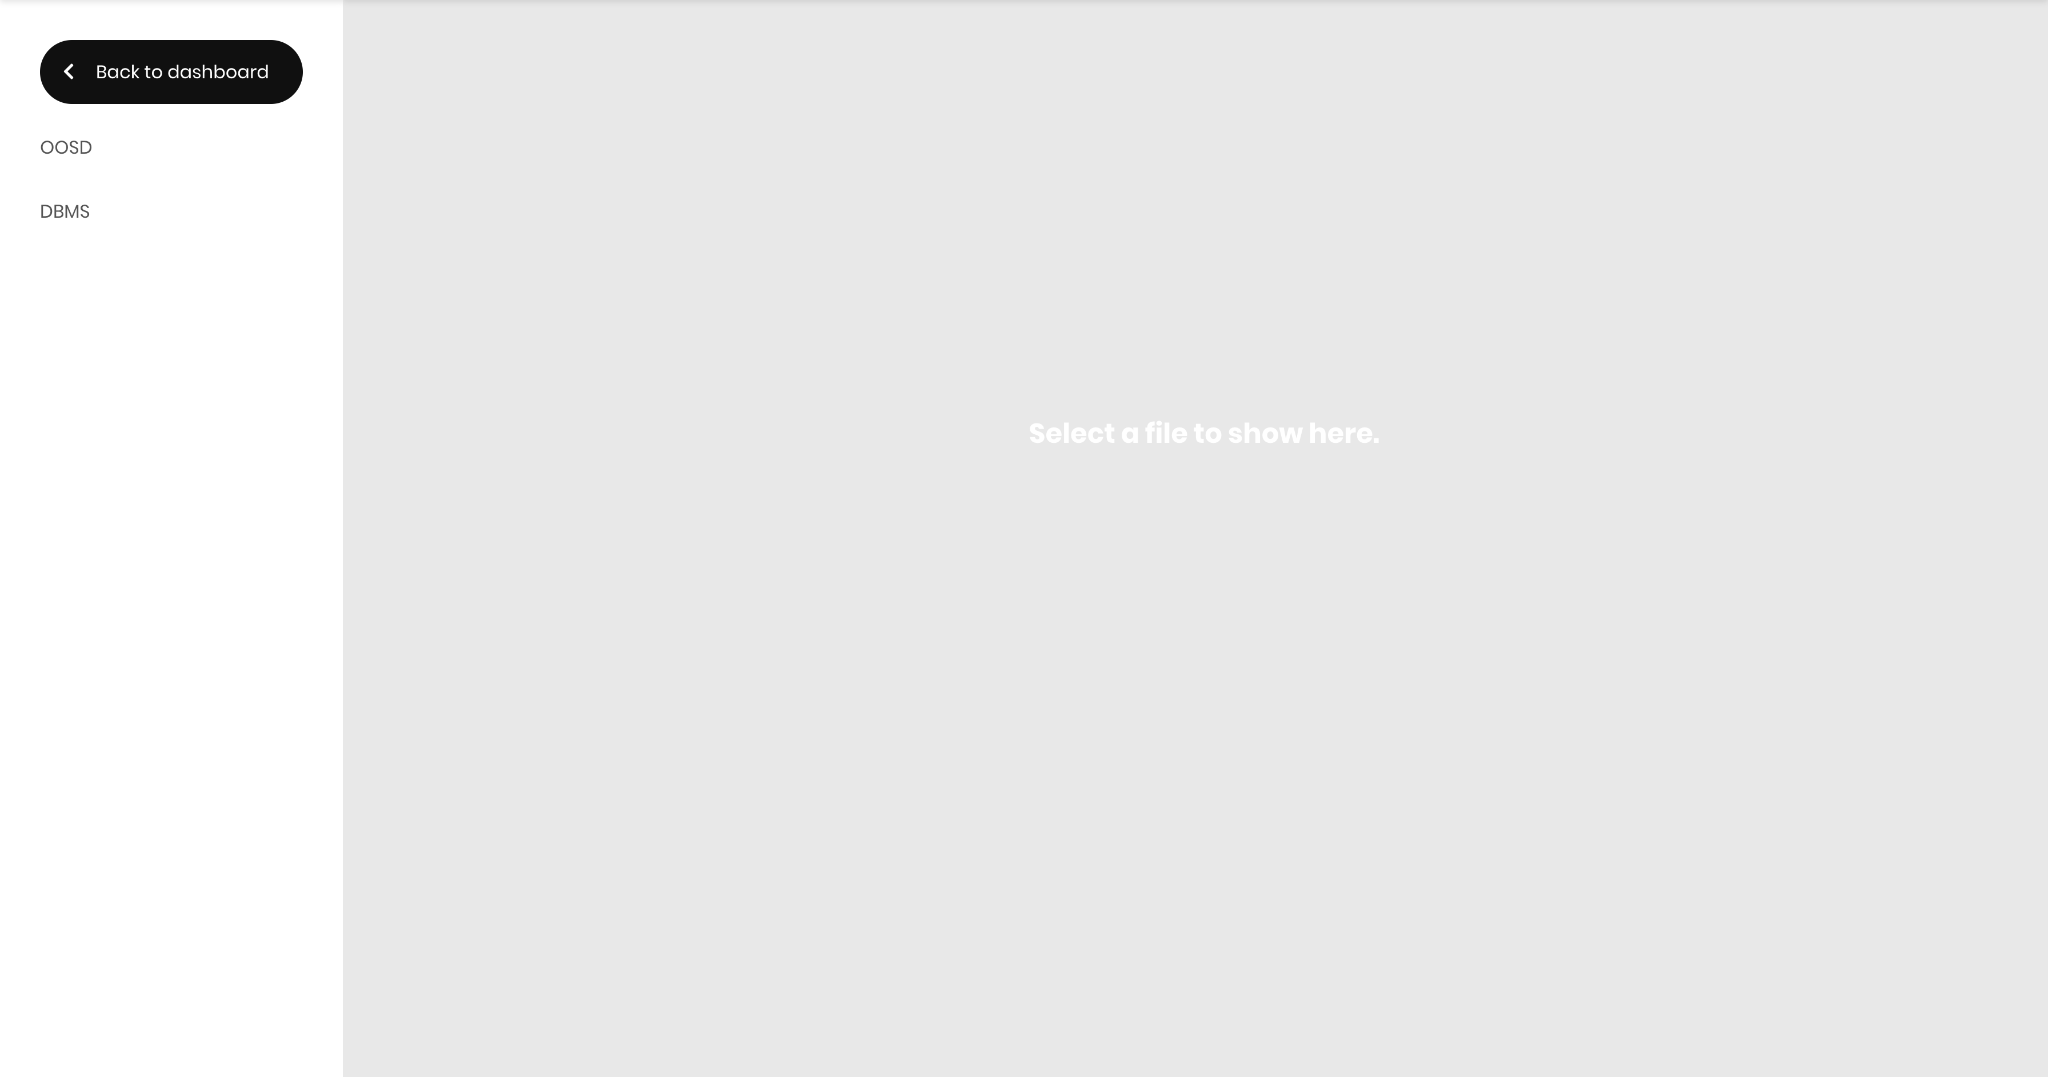 Back to dashboard
OOSD
DBMS
Select a file to show here.